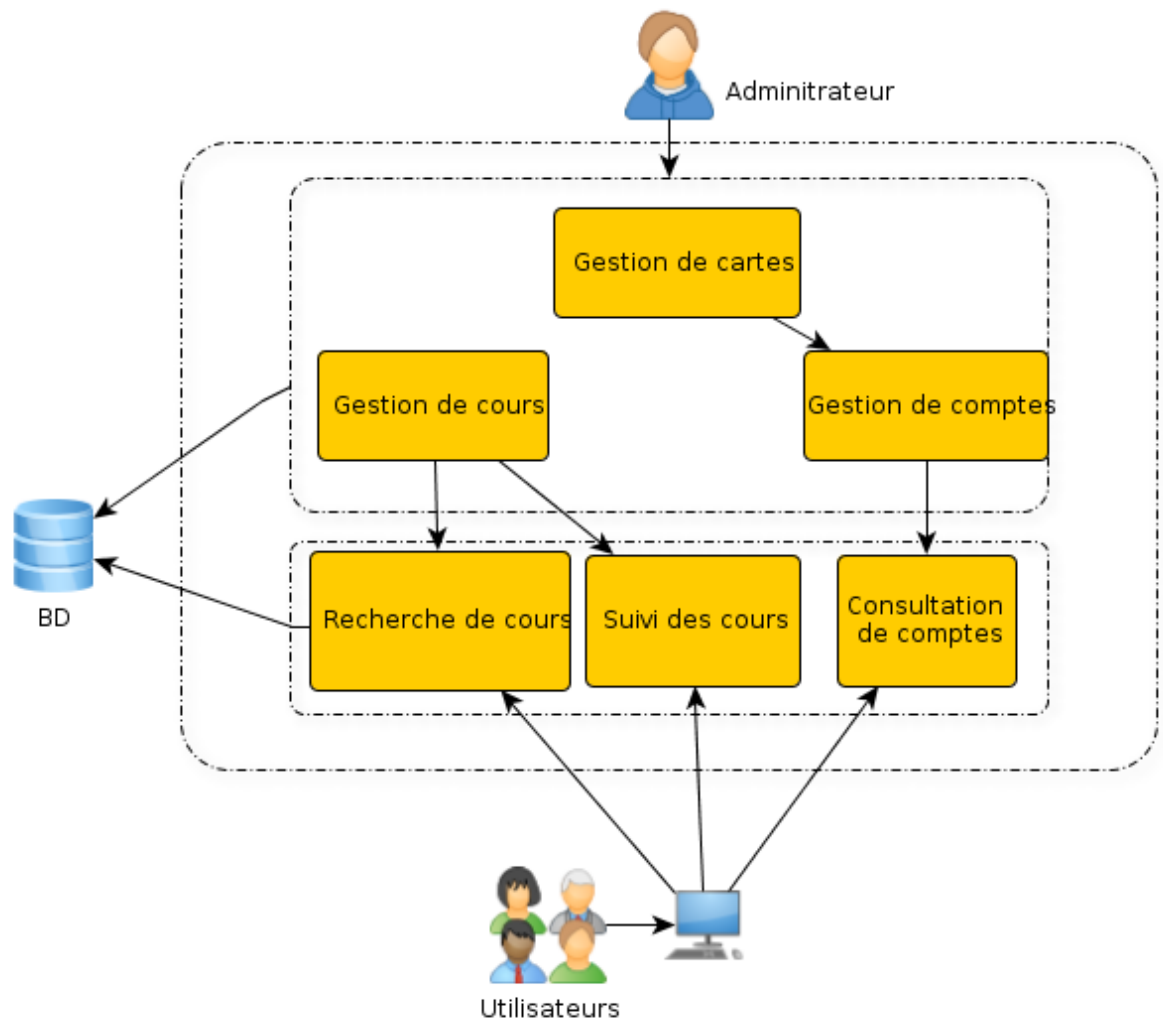 Adminitrateur
Gestion de cartes
Gestion de cours
Gestion de comptes
BD
Recherche de cours
Suivi des cours
Consultation
de comptes
Utilisateurs